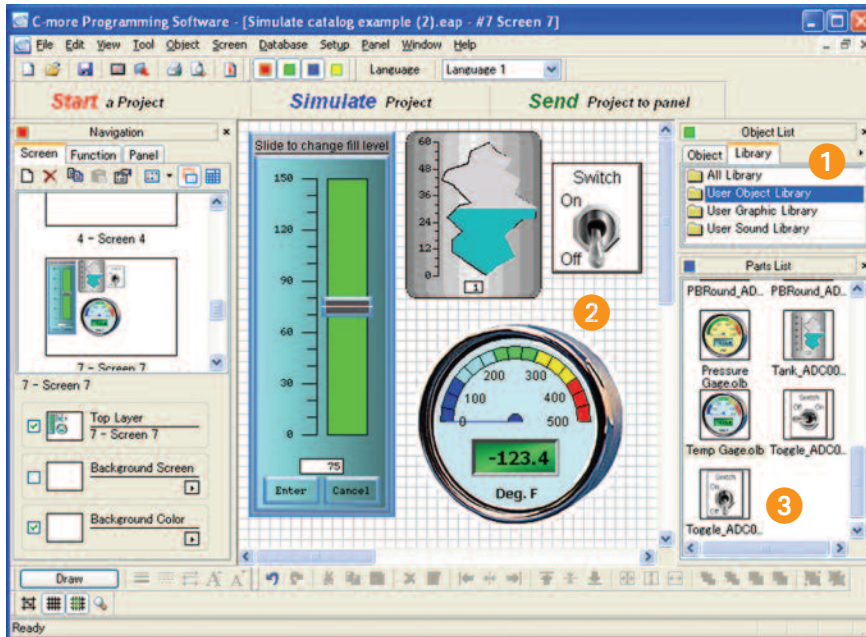 C-more Programming Software - [Simulate catalog example (2).eap - #7 Screen 7]
File Edit View Tool Object Screen Database Setup Panel Window Help
Language Language 1
Start a Project Simulate Project Send Project to panel
Navigation
Screen Function Panel
4 - Screen 4
7 - Screen 7
7 - Screen 7
Top Layer
7 - Screen 7
Background Screen
Background Color
Slide to change fill level
150
120
90
60
30
0
75
Enter Cancel
60
48
36
24
12
0
1
Switch
On
Off
2
0 100 200 300 400 500
-123.4
Deg. F
Object List
1
Object Library
All Library
User Object Library
User Graphic Library
User Sound Library
Parts List
PBRound_AD... PBRound_AD...
Pressure Gage.olb
Tank_ADC00...
Temp Gage.olb
Switch
Off On
Toggle_ADC0...
Switch
On
Off
Toggle_ADC0...
3
Draw
Ready